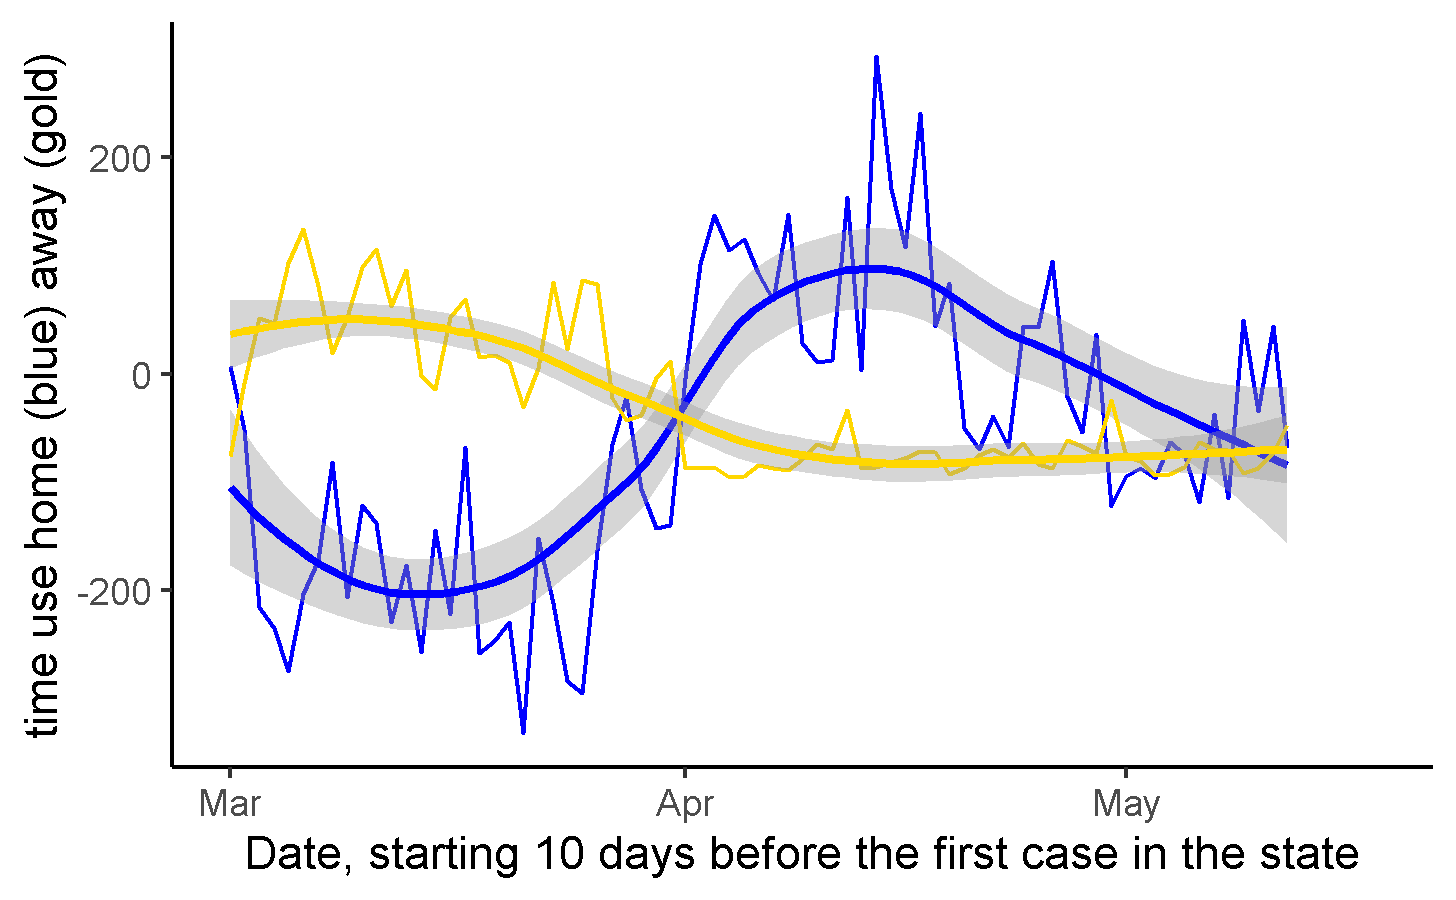 time use home (blue) away (gold)
200
0
-200
Mar
Apr
May
Date, starting 10 days before the first case in the state